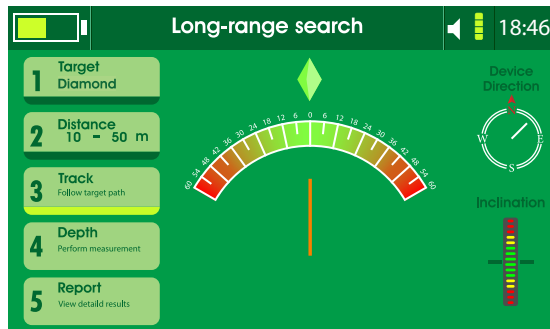 Long-range search
18:46
1 Target
Diamond
2 Distance
10 - 50 m
3 Track
Follow target path
4 Depth
Perform measurement
5 Report
View detaild results
60 54 48 42 36 30 24 18 12 6 0 6 12 18 24 30 36 42 48 54 60
Device
Direction
N
W E
S
Inclination